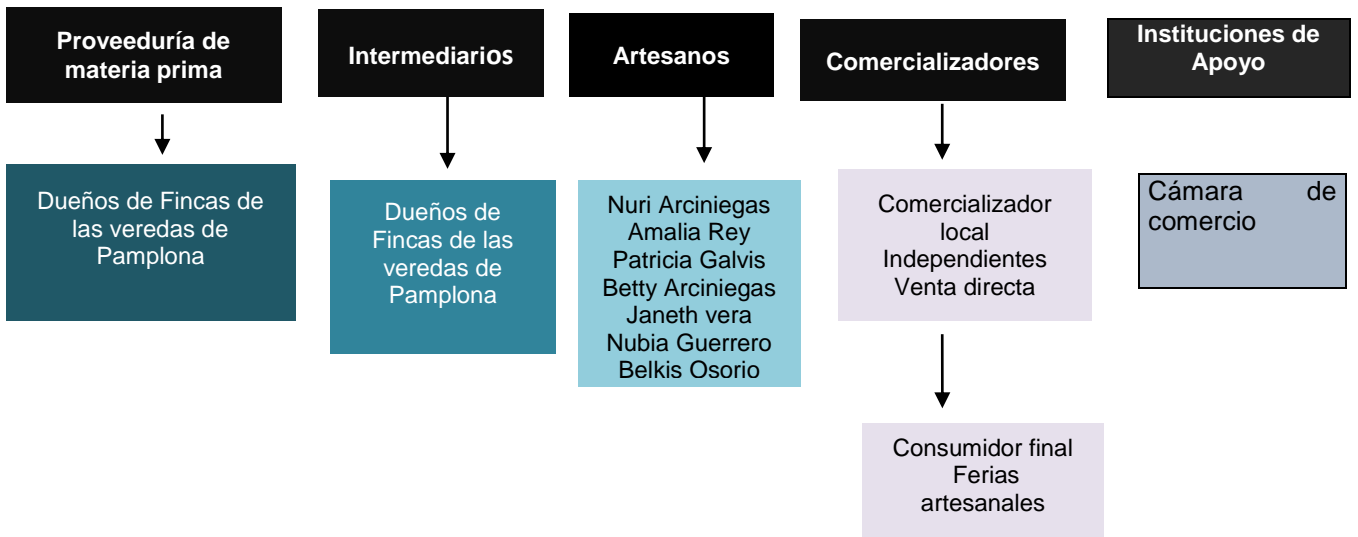 Proveeduría de
materia prima
Intermediarios
Artesanos
Comercializadores
Instituciones de
Apoyo
Dueños de Fincas de
las veredas de
Pamplona
Dueños de
Fincas de las
veredas de
Pamplona
Nuri Arciniegas
Amalia Rey
Patricia Galvis
Betty Arciniegas
Janeth vera
Nubia Guerrero
Belkis Osorio
Comercializador
local
Independientes
Venta directa
Cámara de
comercio
Consumidor final
Ferias
artesanales